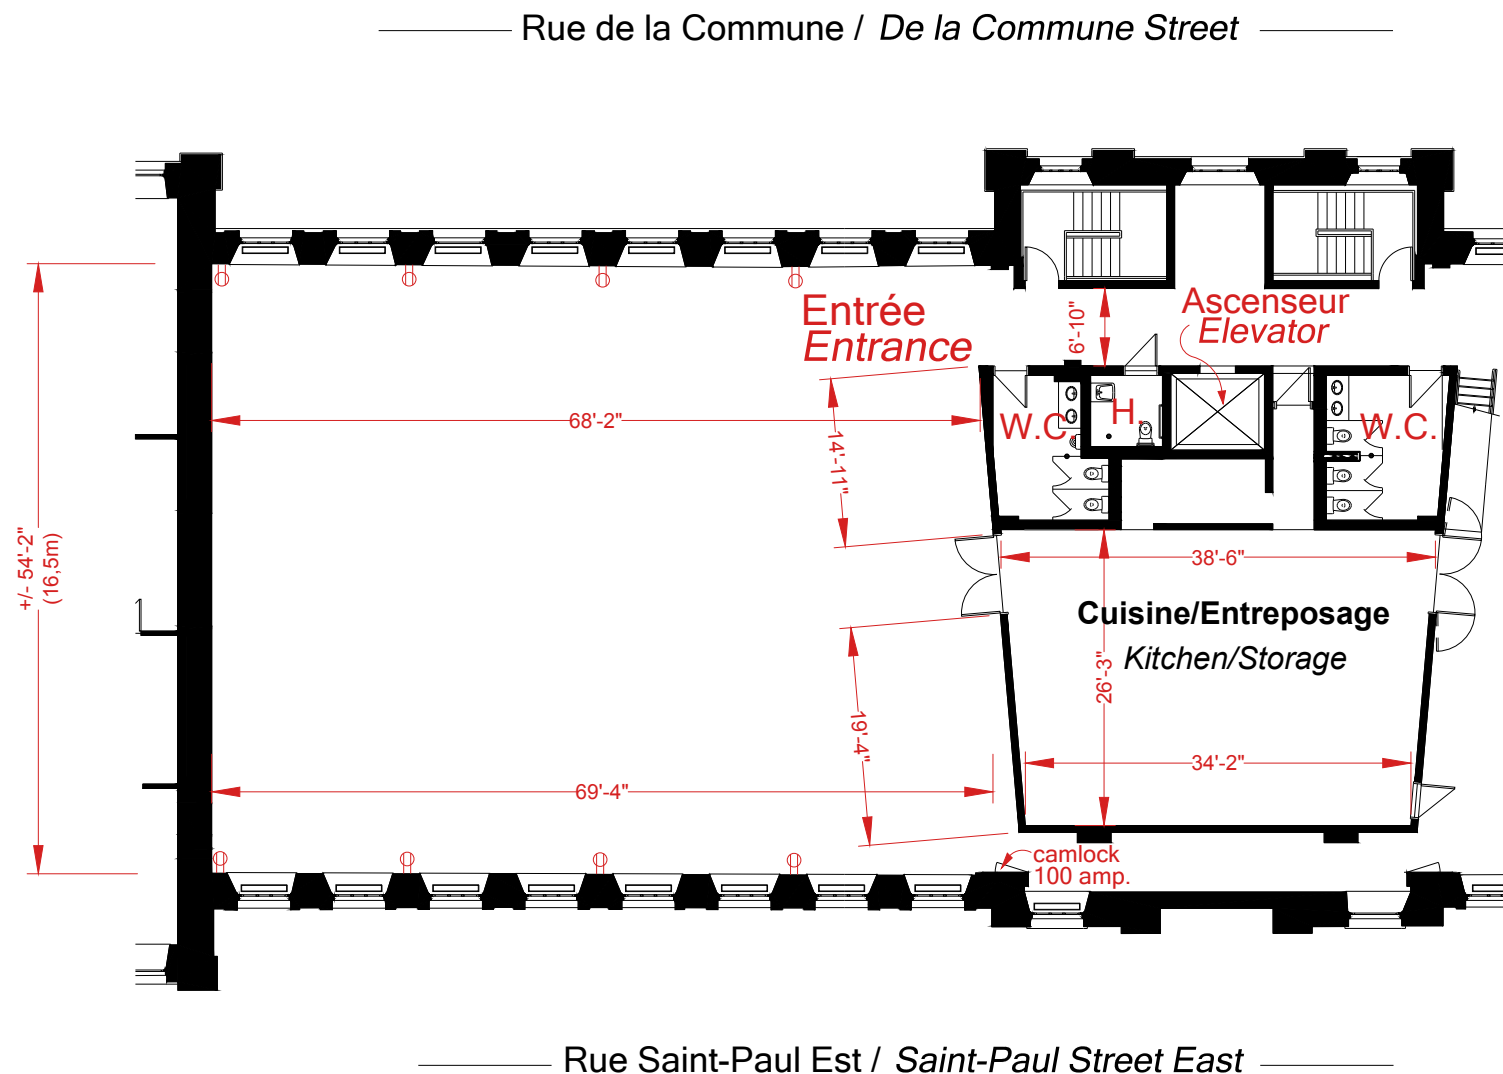 Rue de la Commune / De la Commune Street
Entrée
Entrance
Ascenseur
Elevator
6'-10"
68'-2"
14'-11"
W.C.
H.
W.C.
+/- 54'-2"
(16,5m)
38'-6"
Cuisine/Entreposage
Kitchen/Storage
26'-3"
19'-4"
34'-2"
69'-4"
camlock
100 amp.
Rue Saint-Paul Est / Saint-Paul Street East